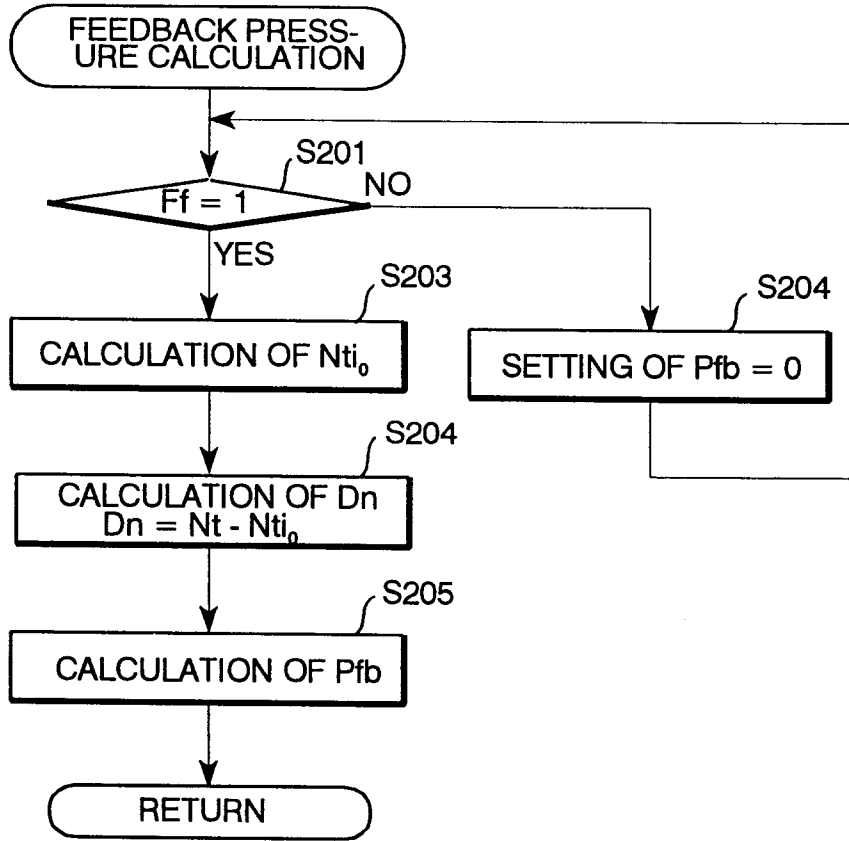 FEEDBACK PRESS-
URE CALCULATION
S201
Ff = 1
NO
YES
S203
CALCULATION OF Nti₀
S204
SETTING OF Pfb = 0
S204
CALCULATION OF Dn
Dn = Nt - Nti₀
S205
CALCULATION OF Pfb
RETURN